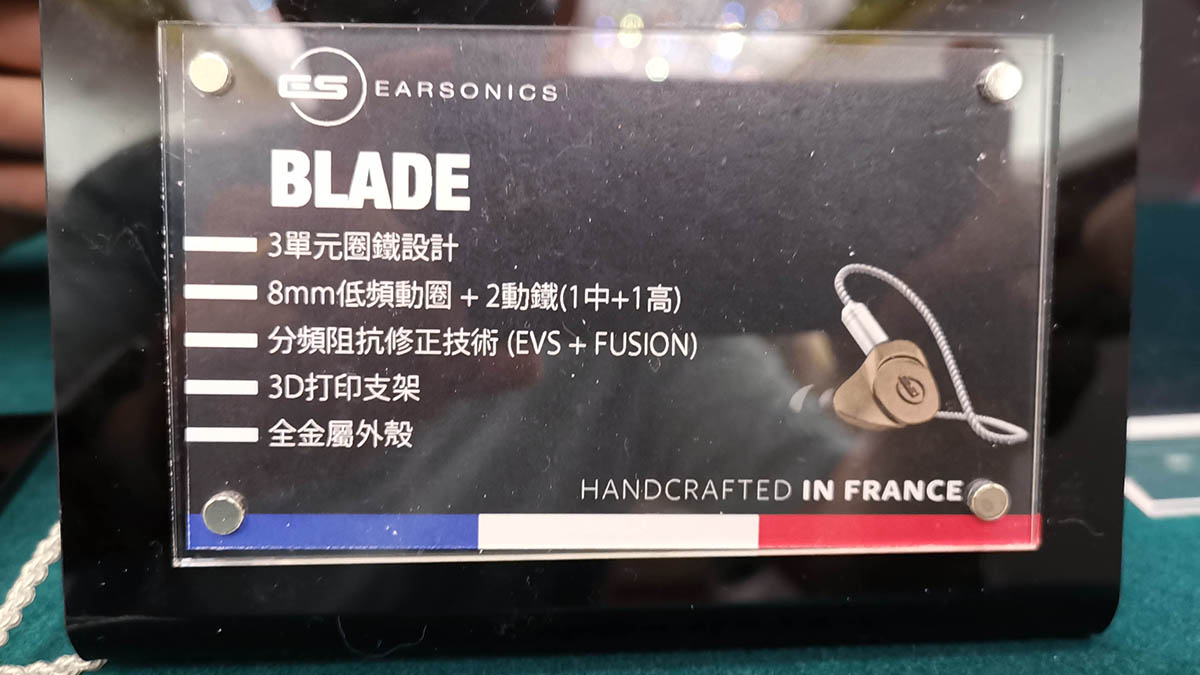 ES EARSONICS
BLADE
3單元圈鐵設計
8mm低頻動圈 + 2動鐵(1中+1高)
分頻阻抗修正技術 (EVS + FUSION)
3D打印支架
全金屬外殼
HANDCRAFTED IN FRANCE